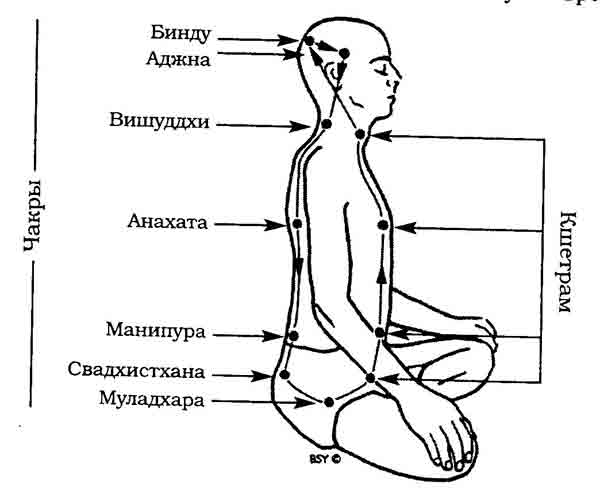 Бинду
Аджна
Вишуддхи
Анахата
Манипура
Свадхистхана
Муладхара
Чакры
Кшетрам
BSY ©